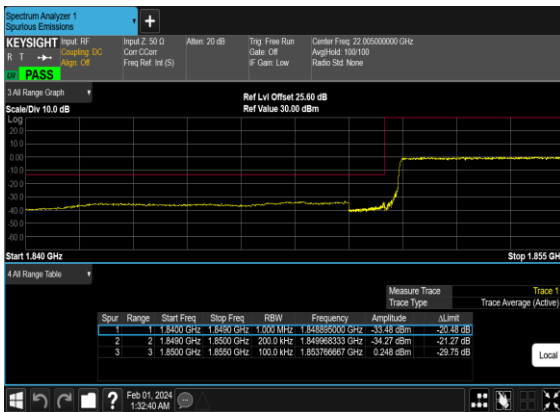 Spectrum Analyzer 1
Spurious Emissions
KEYSIGHT Input: RF Input Z: 50 Ω Atten: 20 dB Trig: Free Run Center Freq: 22.005000000 GHz
R T Coupling: DC Corr CCorr Gate: Off Avg|Hold: 100/100
Align: Off Freq Ref: Int (S) IF Gain: Low Radio Std: None
PASS
3 All Range Graph
Ref Lvl Offset 25.60 dB
Scale/Div 10.0 dB Ref Value 30.00 dBm
Log
20.0
10.0
0.00
-10.0
-20.0
-30.0
-40.0
-50.0
-60.0
Start 1.840 GHz Stop 1.855 GH
4 All Range Table
Measure Trace Trace 1
Trace Type Trace Average (Active)
Spur Range Start Freq Stop Freq RBW Frequency Amplitude ΔLimit
1 1 1.8400 GHz 1.8490 GHz 1.000 MHz 1.848895000 GHz -33.48 dBm -20.48 dB
2 2 1.8490 GHz 1.8500 GHz 200.0 kHz 1.849968333 GHz -34.27 dBm -21.27 dB
3 3 1.8500 GHz 1.8550 GHz 100.0 kHz 1.853766667 GHz 0.248 dBm -29.75 dB
Local
?
Feb 01, 2024
1:32:40 AM